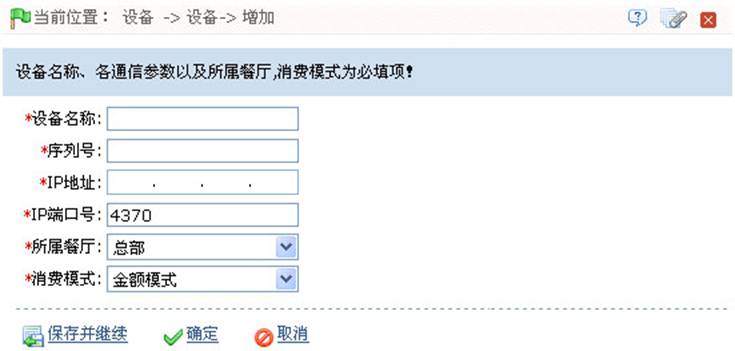 当前位置： 设备 -> 设备-> 增加
设备名称、各通信参数以及所属餐厅,消费模式为必填项!
*设备名称:
*序列号:
*IP地址: . . .
*IP端口号: 4370
*所属餐厅: 总部
*消费模式: 金额模式
保存并继续 确定 取消